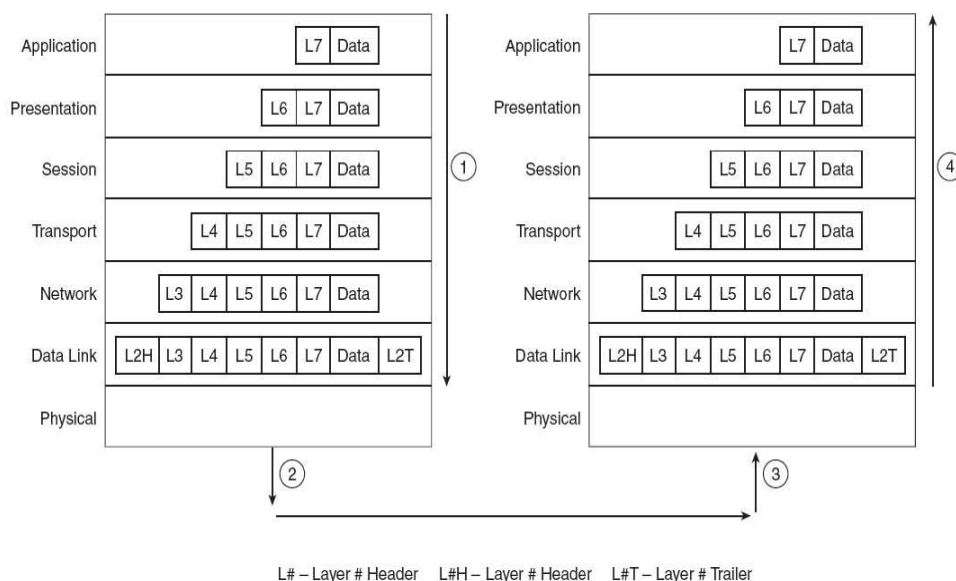 Application L7 Data
Presentation L6 L7 Data
Session L5 L6 L7 Data
Transport L4 L5 L6 L7 Data
Network L3 L4 L5 L6 L7 Data
Data Link L2H L3 L4 L5 L6 L7 Data L2T
Physical
1
2
Application L7 Data
Presentation L6 L7 Data
Session L5 L6 L7 Data
Transport L4 L5 L6 L7 Data
Network L3 L4 L5 L6 L7 Data
Data Link L2H L3 L4 L5 L6 L7 Data L2T
Physical
3
4
L# – Layer # Header L#H – Layer # Header L#T – Layer # Trailer